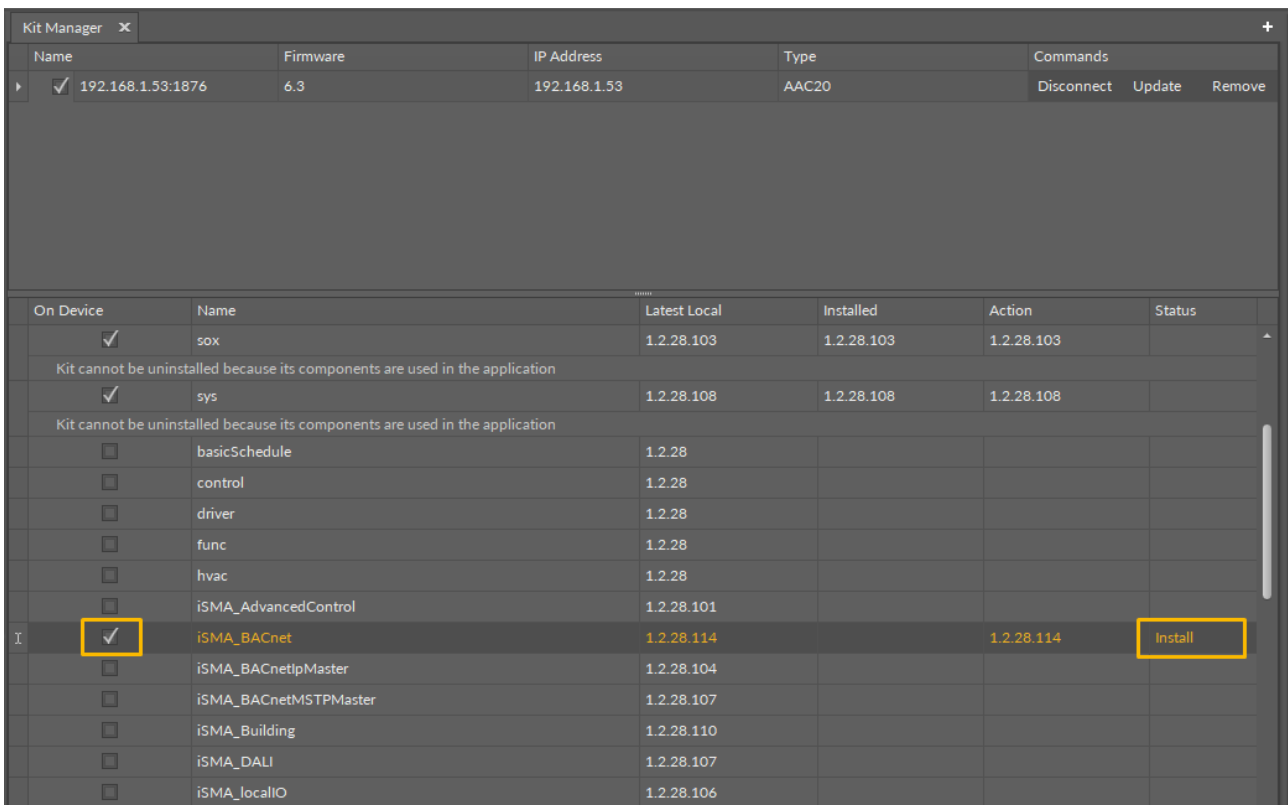 Kit Manager x +
Name Firmware IP Address Type Commands
192.168.1.53:1876 6.3 192.168.1.53 AAC20 Disconnect Update Remove
On Device Name Latest Local Installed Action Status
sox 1.2.28.103 1.2.28.103 1.2.28.103
Kit cannot be uninstalled because its components are used in the application
sys 1.2.28.108 1.2.28.108 1.2.28.108
Kit cannot be uninstalled because its components are used in the application
basicSchedule 1.2.28
control 1.2.28
driver 1.2.28
func 1.2.28
hvac 1.2.28
iSMA_AdvancedControl 1.2.28.101
iSMA_BACnet 1.2.28.114 1.2.28.114 Install
iSMA_BACnetIpMaster 1.2.28.104
iSMA_BACnetMSTPMaster 1.2.28.107
iSMA_Building 1.2.28.110
iSMA_DALI 1.2.28.107
iSMA_localIO 1.2.28.106